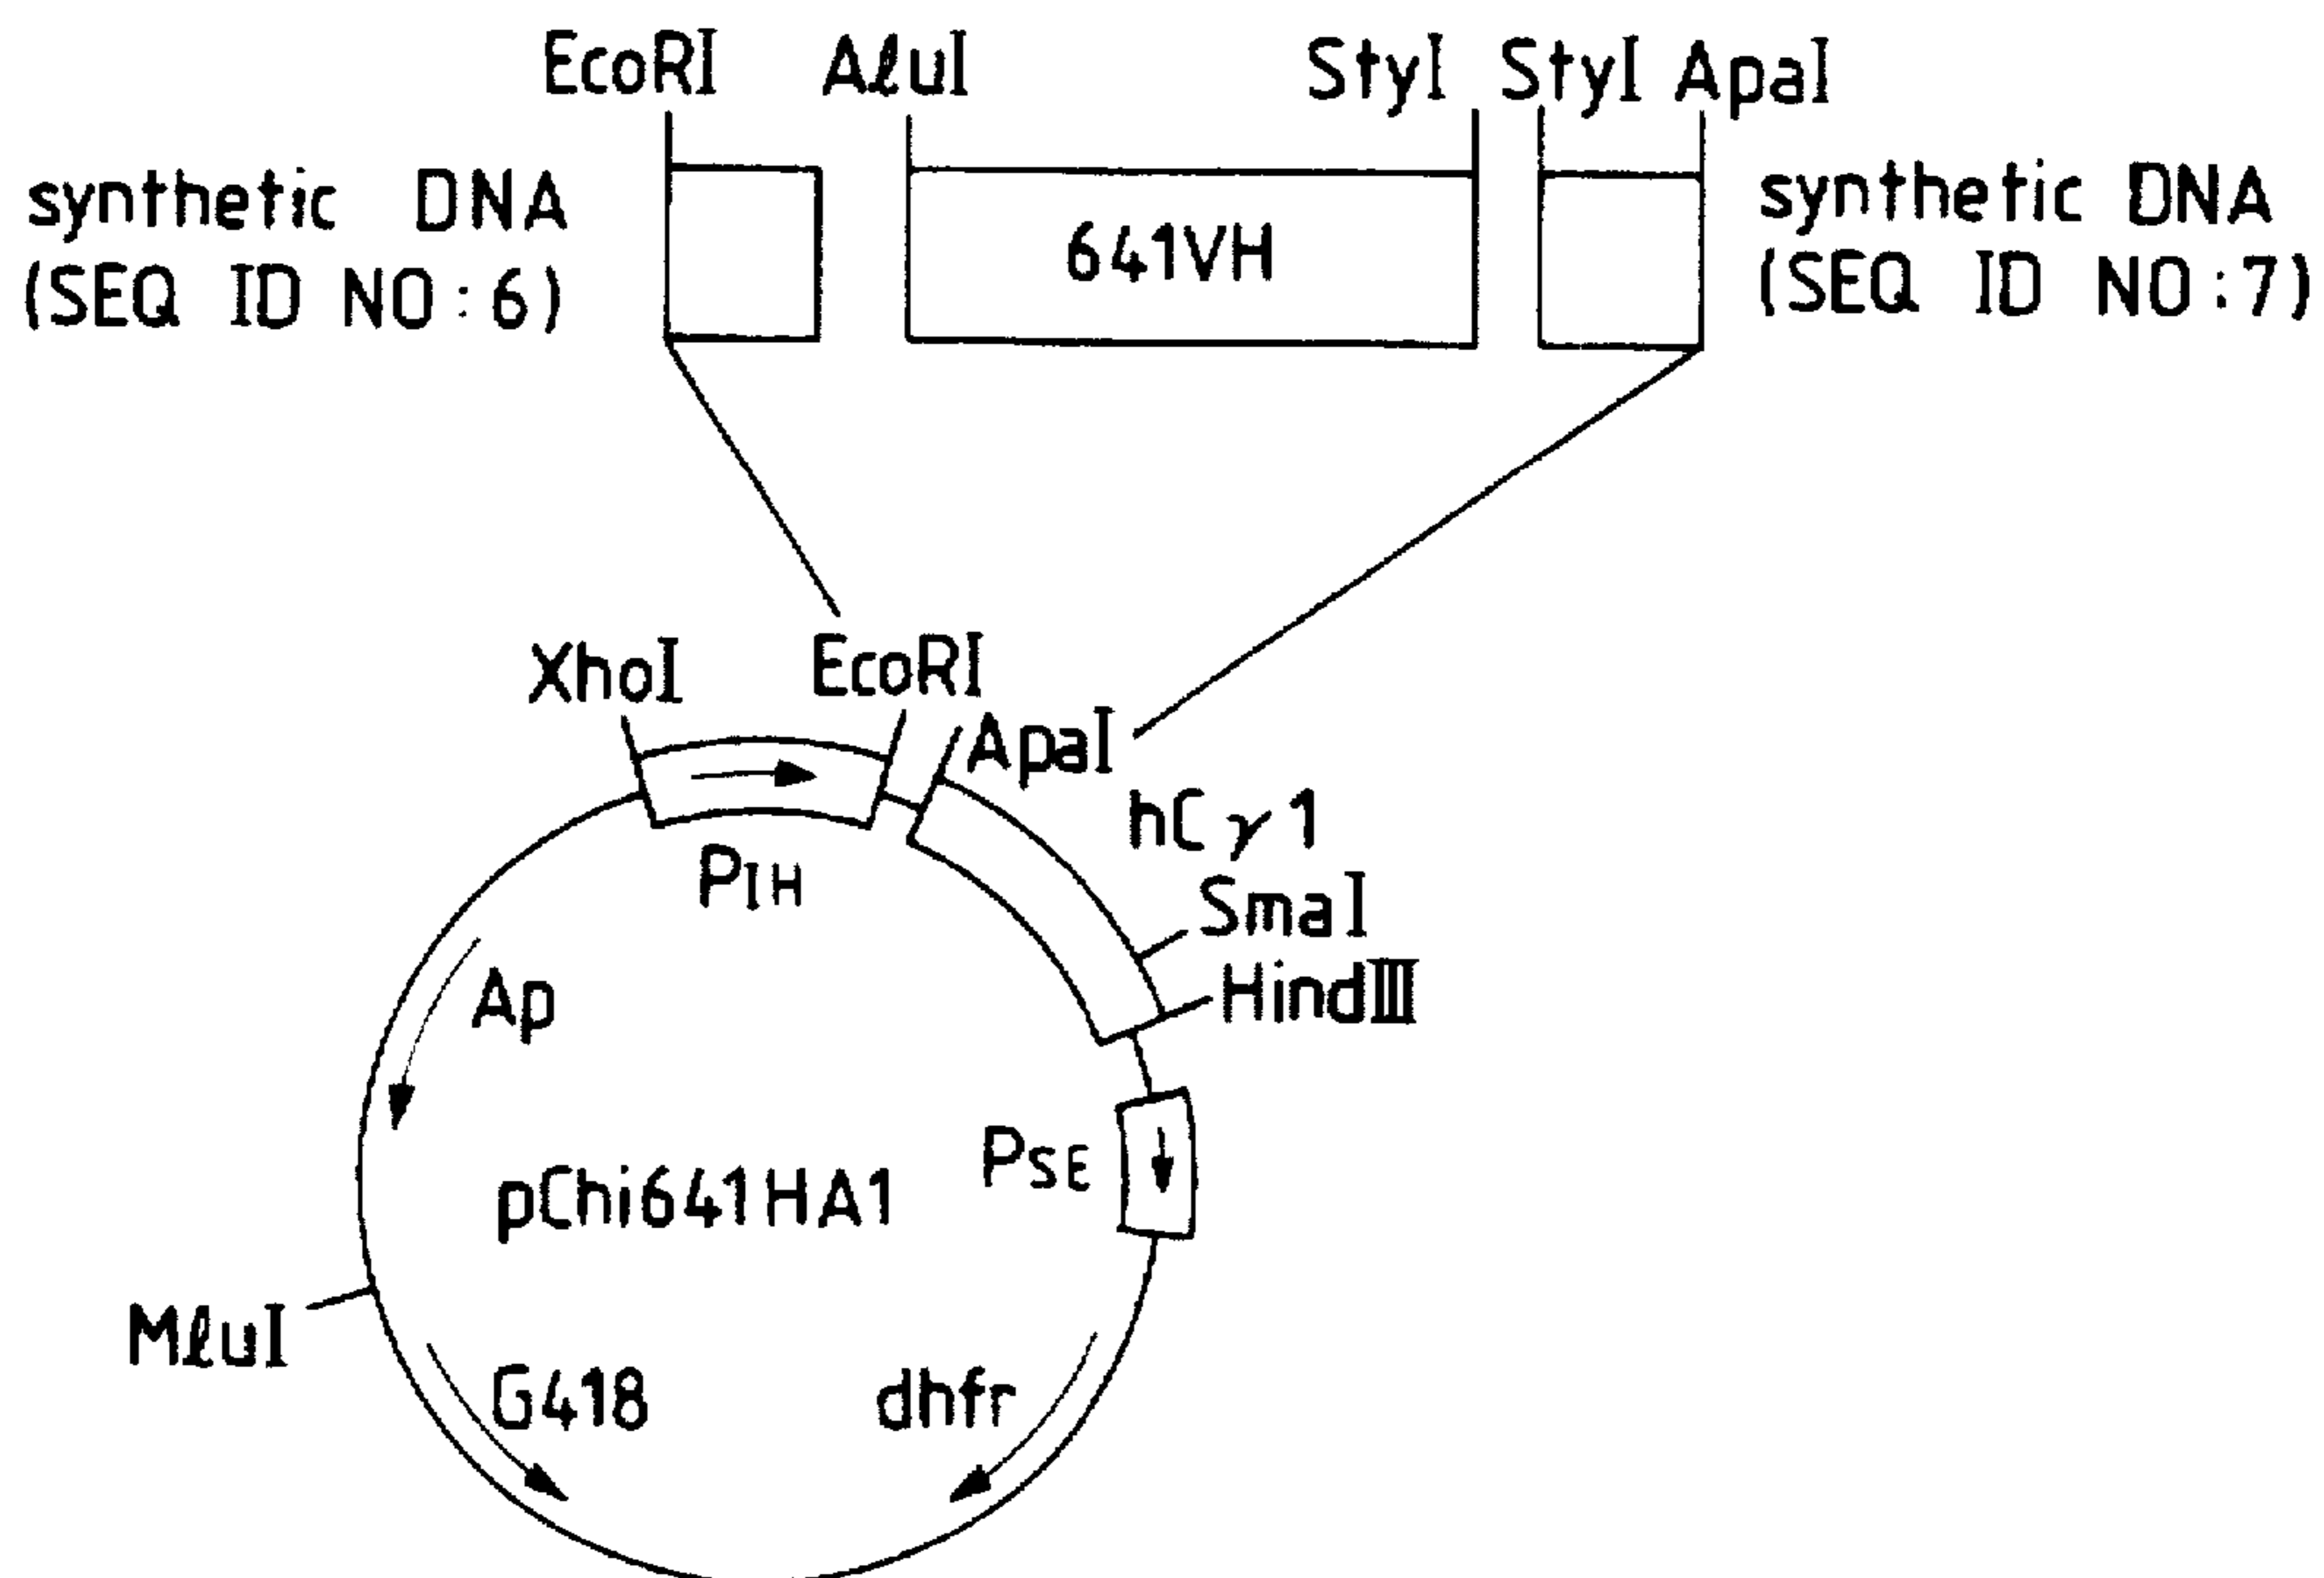 EcoRI AluI StyI StyI ApaI
synthetic DNA
(SEQ ID NO:6)
641VH
synthetic DNA
(SEQ ID NO:7)
XhoI EcoRI
ApaI
hCγ1
PIH
SmaI
Ap
HindIII
PSE
pChi641HA1
MluI
G418 dhfr